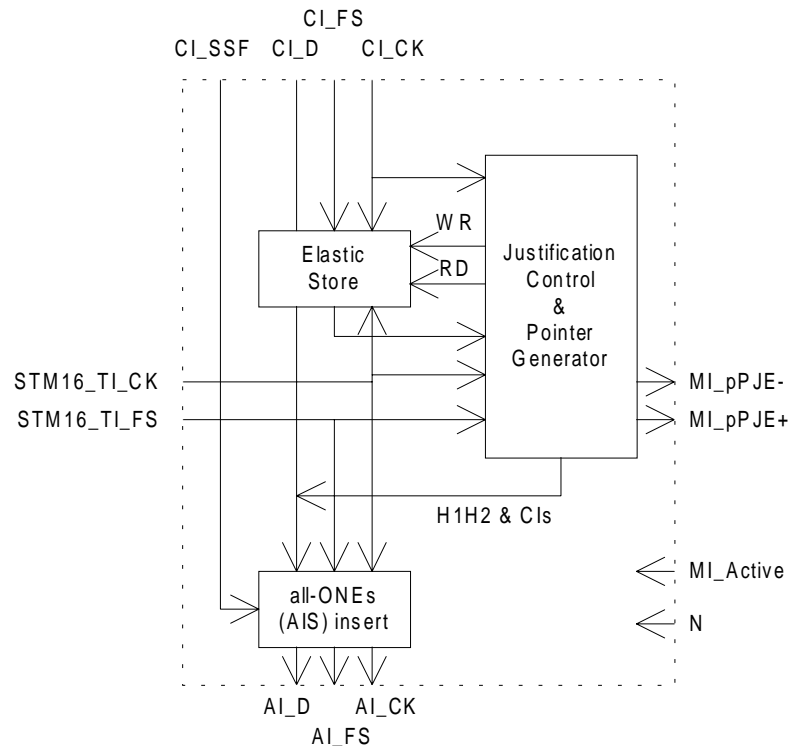 CI_FS
CI_SSF CI_D CI_CK
WR
Elastic
Store
RD
Justification
Control
&
Pointer
Generator
STM16_TI_CK
STM16_TI_FS
MI_pPJE-
MI_pPJE+
H1H2 & CIs
MI_Active
all-ONEs
(AIS) insert
N
AI_D AI_CK
AI_FS